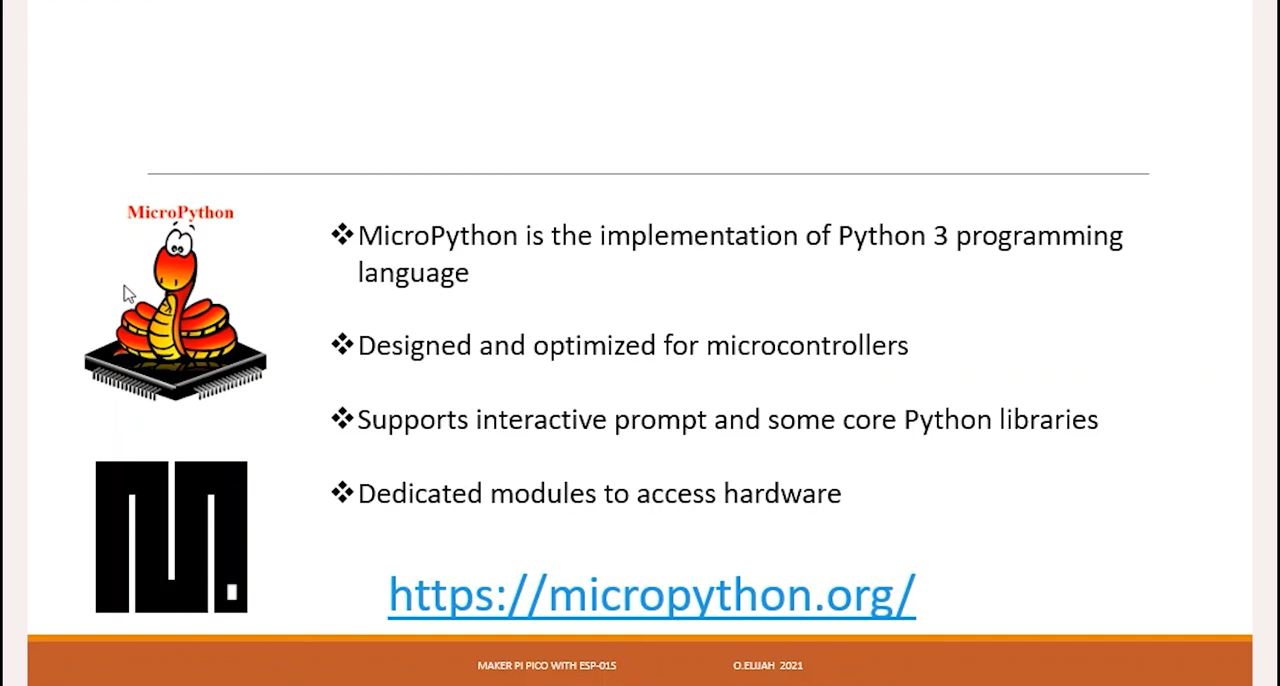 MicroPython
❖MicroPython is the implementation of Python 3 programming
language
❖Designed and optimized for microcontrollers
❖Supports interactive prompt and some core Python libraries
❖Dedicated modules to access hardware
https://micropython.org/
MAKER PI PICO WITH ESP-01S
O.ELIJAH 2021